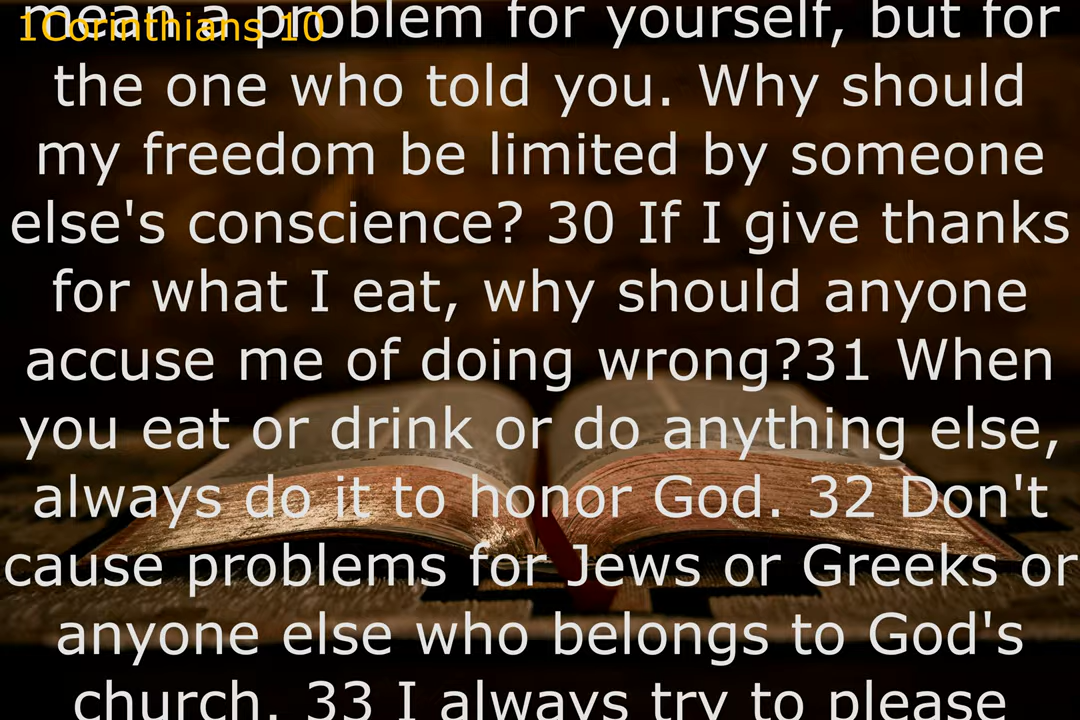 1Corinthians 10
mean a problem for yourself, but for
the one who told you. Why should
my freedom be limited by someone
else's conscience? 30 If I give thanks
for what I eat, why should anyone
accuse me of doing wrong?31 When
you eat or drink or do anything else,
always do it to honor God. 32 Don't
cause problems for Jews or Greeks or
anyone else who belongs to God's
church. 33 I always try to please